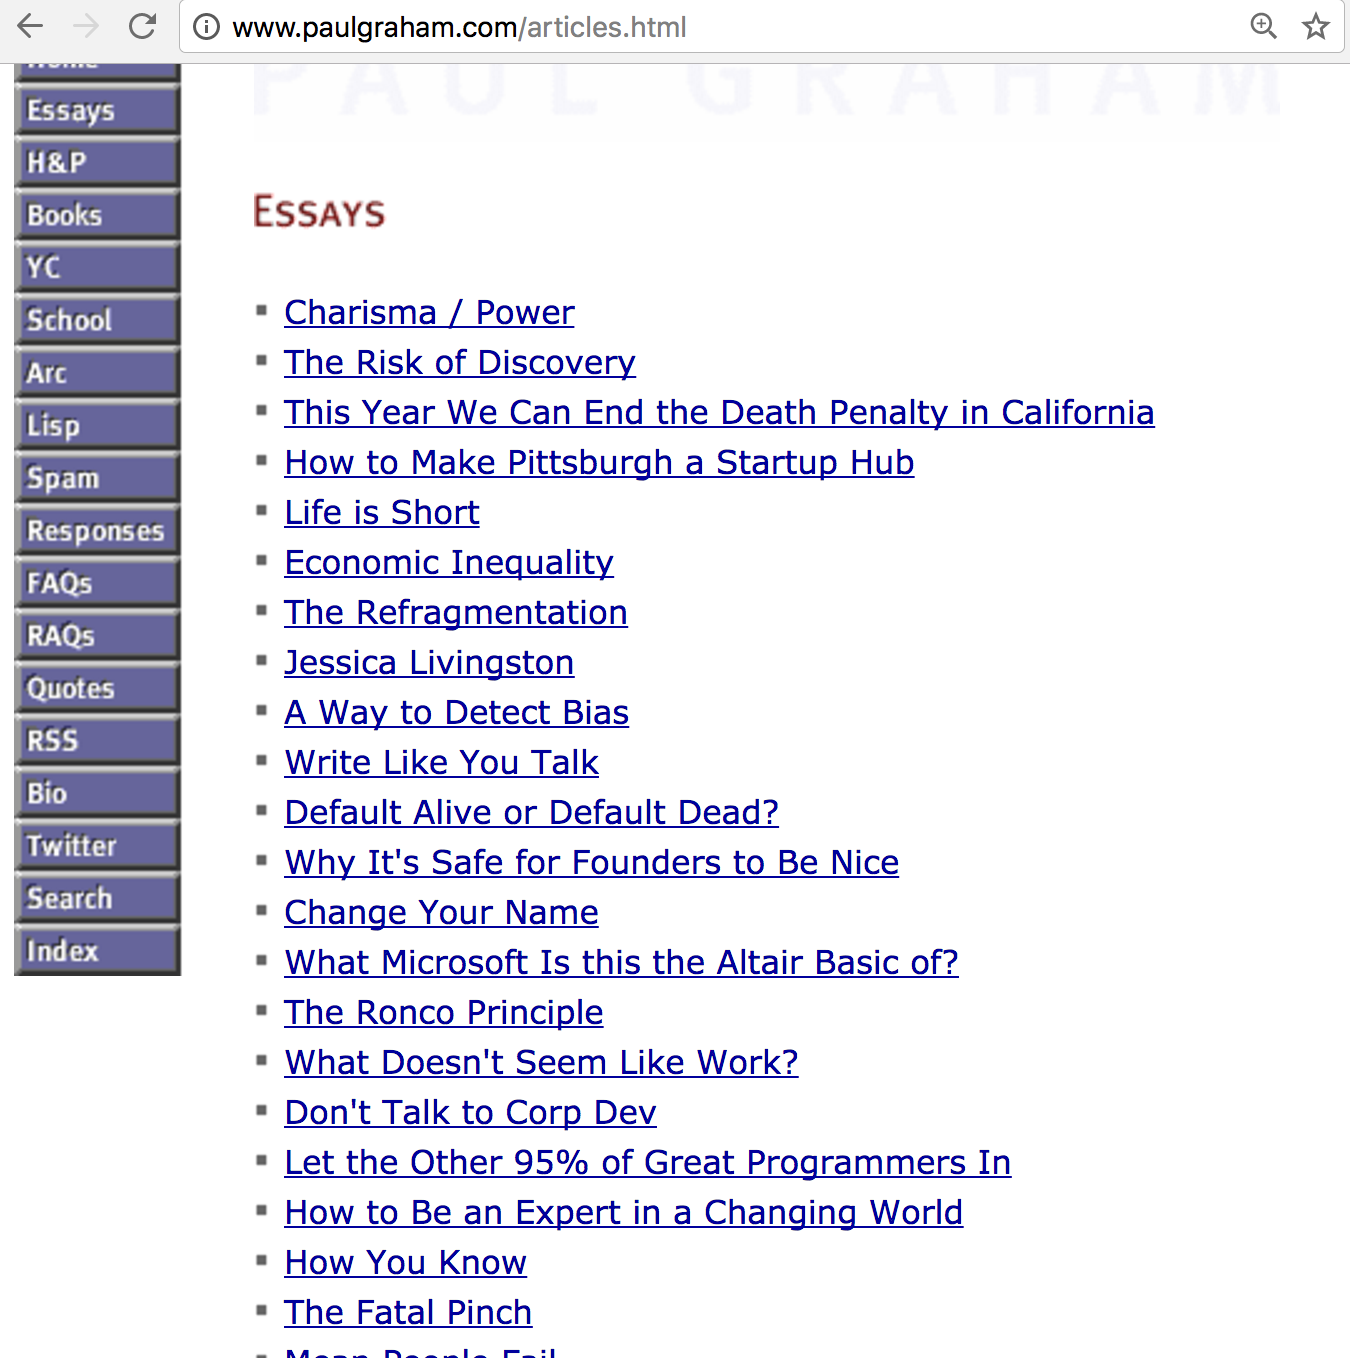 www.paulgraham.com/articles.html
Home
PAUL GRAHAM
Essays
H&P
Books
YC
School
Arc
Lisp
Spam
Responses
FAQs
RAQs
Quotes
RSS
Bio
Twitter
Search
Index
ESSAYS
Charisma / Power
The Risk of Discovery
This Year We Can End the Death Penalty in California
How to Make Pittsburgh a Startup Hub
Life is Short
Economic Inequality
The Refragmentation
Jessica Livingston
A Way to Detect Bias
Write Like You Talk
Default Alive or Default Dead?
Why It's Safe for Founders to Be Nice
Change Your Name
What Microsoft Is this the Altair Basic of?
The Ronco Principle
What Doesn't Seem Like Work?
Don't Talk to Corp Dev
Let the Other 95% of Great Programmers In
How to Be an Expert in a Changing World
How You Know
The Fatal Pinch
Mean People Fail